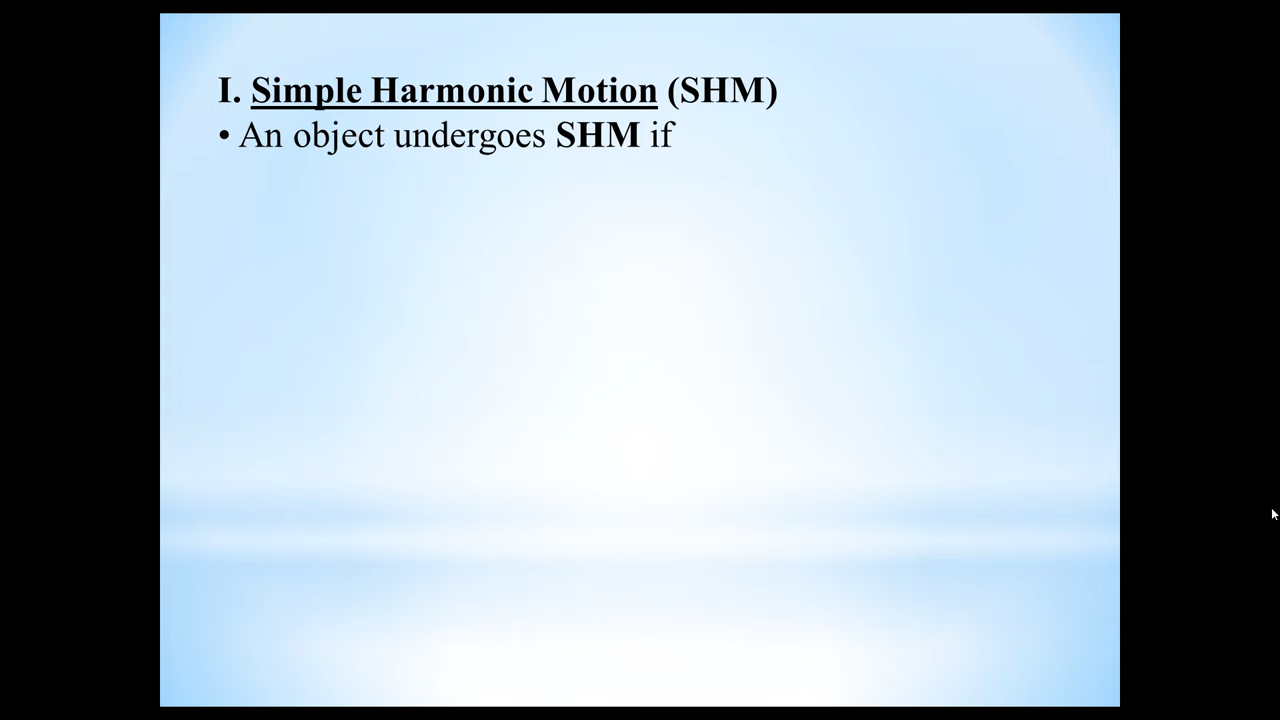 I. Simple Harmonic Motion (SHM)
• An object undergoes SHM if